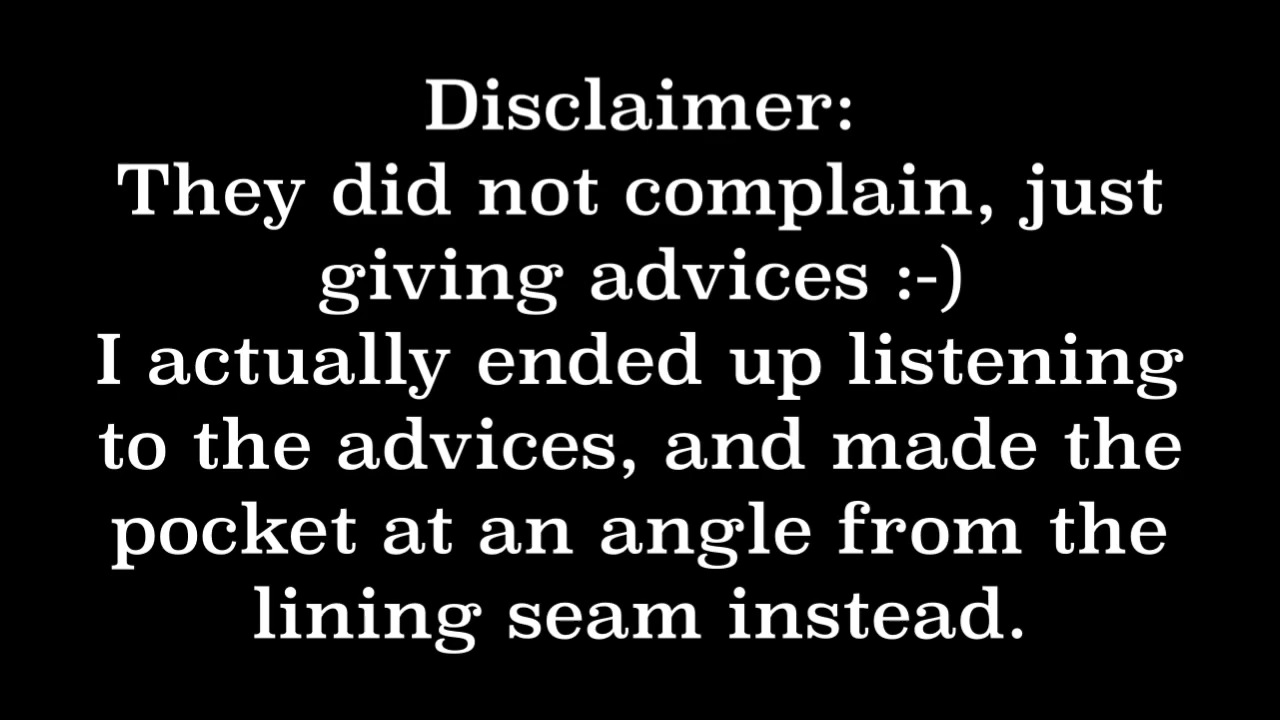 Disclaimer:
They did not complain, just
giving advices :-)
I actually ended up listening
to the advices, and made the
pocket at an angle from the
lining seam instead.